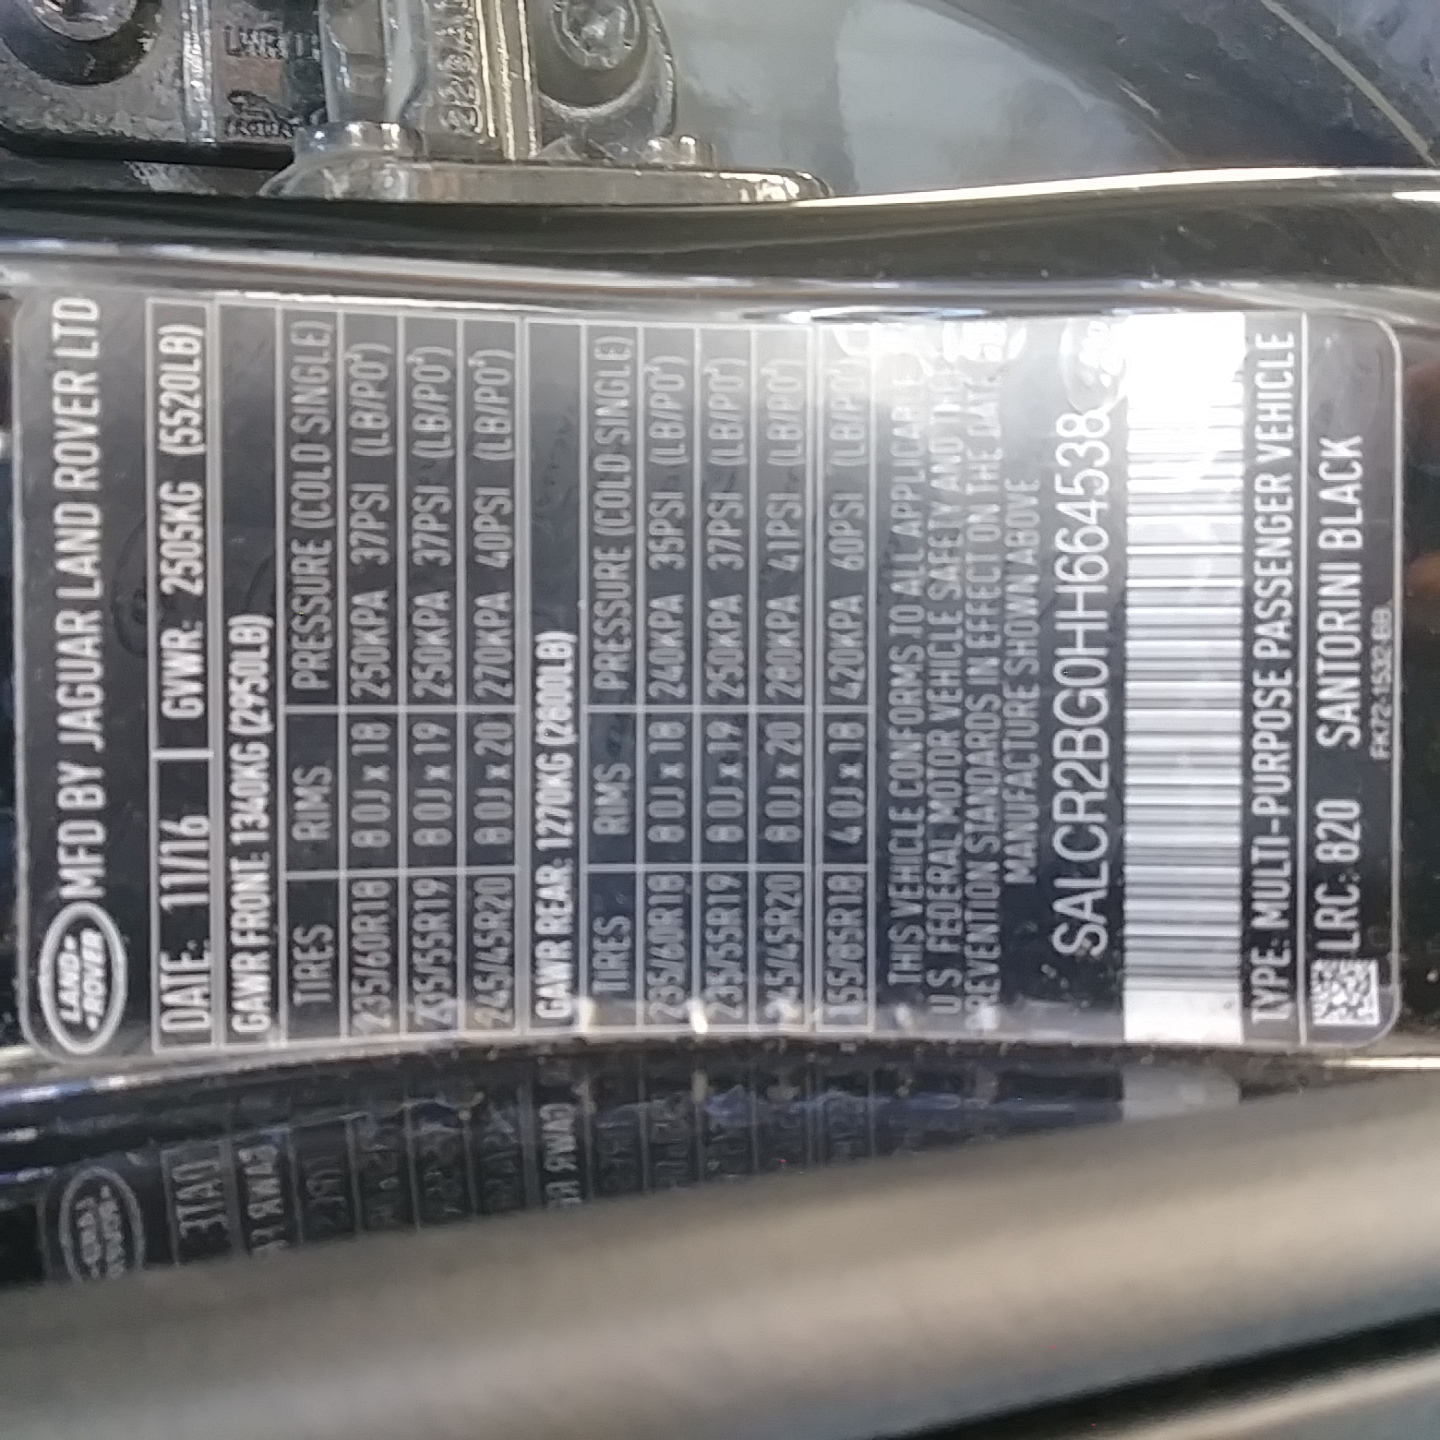 LAND-
-ROVER
MFD BY JAGUAR LAND ROVER LTD
DATE: 11/16 GVWR: 2505KG (5520LB)
GAWR FRONT: 1340KG (2950LB)
TIRES RIMS PRESSURE (COLD SINGLE)
235/60R18 8 0J x 18 250KPA 37PSI (LB/PO²)
235/55R19 8 0J x 19 250KPA 37PSI (LB/PO²)
245/45R20 8 0J x 20 270KPA 40PSI (LB/PO²)
GAWR REAR: 1270KG (2600LB)
TIRES RIMS PRESSURE (COLD SINGLE)
235/60R18 8 0J x 18 240KPA 35PSI (LB/PO²)
235/55R19 8 0J x 19 250KPA 37PSI (LB/PO²)
245/45R20 8 0J x 20 280KPA 41PSI (LB/PO²)
155/85R18 4 0J x 18 420KPA 60PSI (LB/PO²)
THIS VEHICLE CONFORMS TO ALL APPLICABLE
U.S. FEDERAL MOTOR VEHICLE SAFETY AND THEFT
PREVENTION STANDARDS IN EFFECT ON THE DATE OF
MANUFACTURE SHOWN ABOVE
SALCR2BG0HH664538
TYPE: MULTI-PURPOSE PASSENGER VEHICLE
LRC: 820 SANTORINI BLACK
FK72-1532-BB